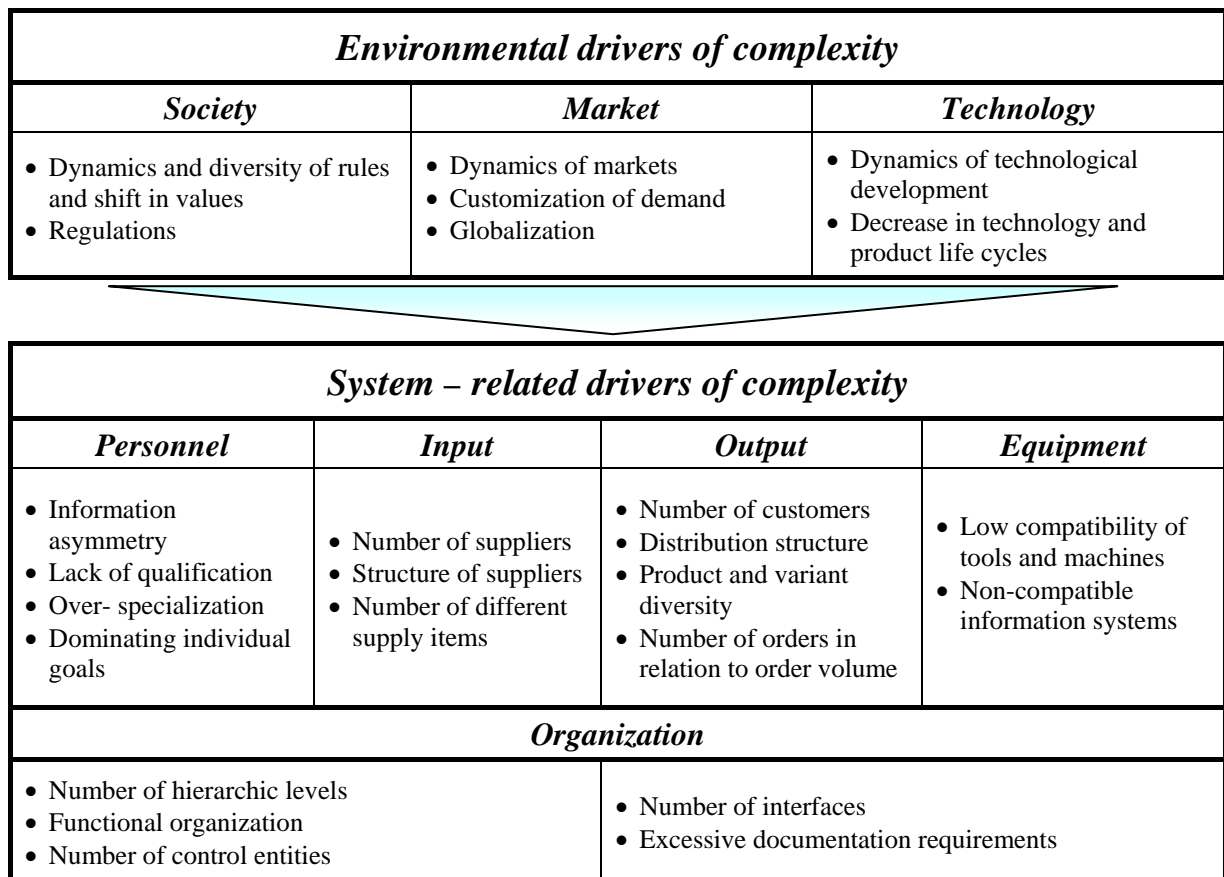 Environmental drivers of complexity
Society
Market
Technology
• Dynamics and diversity of rules
and shift in values
• Regulations
• Dynamics of markets
• Customization of demand
• Globalization
• Dynamics of technological
development
• Decrease in technology and
product life cycles
System – related drivers of complexity
Personnel
Input
Output
Equipment
• Information
asymmetry
• Lack of qualification
• Over- specialization
• Dominating individual
goals
• Number of suppliers
• Structure of suppliers
• Number of different
supply items
• Number of customers
• Distribution structure
• Product and variant
diversity
• Number of orders in
relation to order volume
• Low compatibility of
tools and machines
• Non-compatible
information systems
Organization
• Number of hierarchic levels
• Functional organization
• Number of control entities
• Number of interfaces
• Excessive documentation requirements